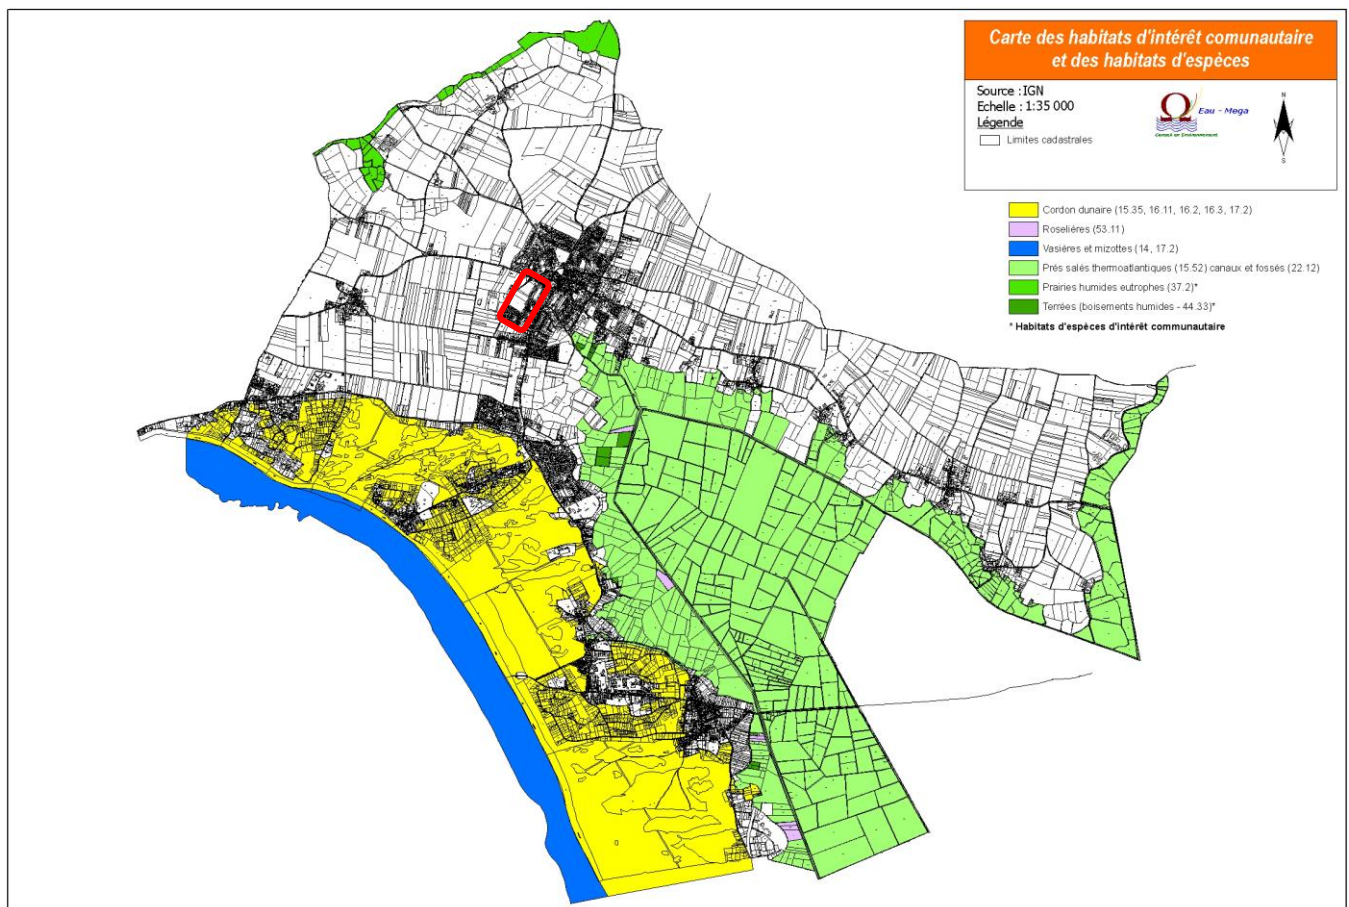 Carte des habitats d'intérêt comunautaire
et des habitats d'espèces
Source : IGN
Echelle : 1:35 000
Légende
Limites cadastrales
Eau - Mega
Conseil en Environnement
N
S
Cordon dunaire (15.35, 16.11, 16.2, 16.3, 17.2)
Roselières (53.11)
Vasières et mizottes (14, 17.2)
Prés salés thermoatlantiques (15.52) canaux et fossés (22.12)
Prairies humides eutrophes (37.2)*
Terrées (boisements humides - 44.33)*
* Habitats d'espèces d'intérêt communautaire